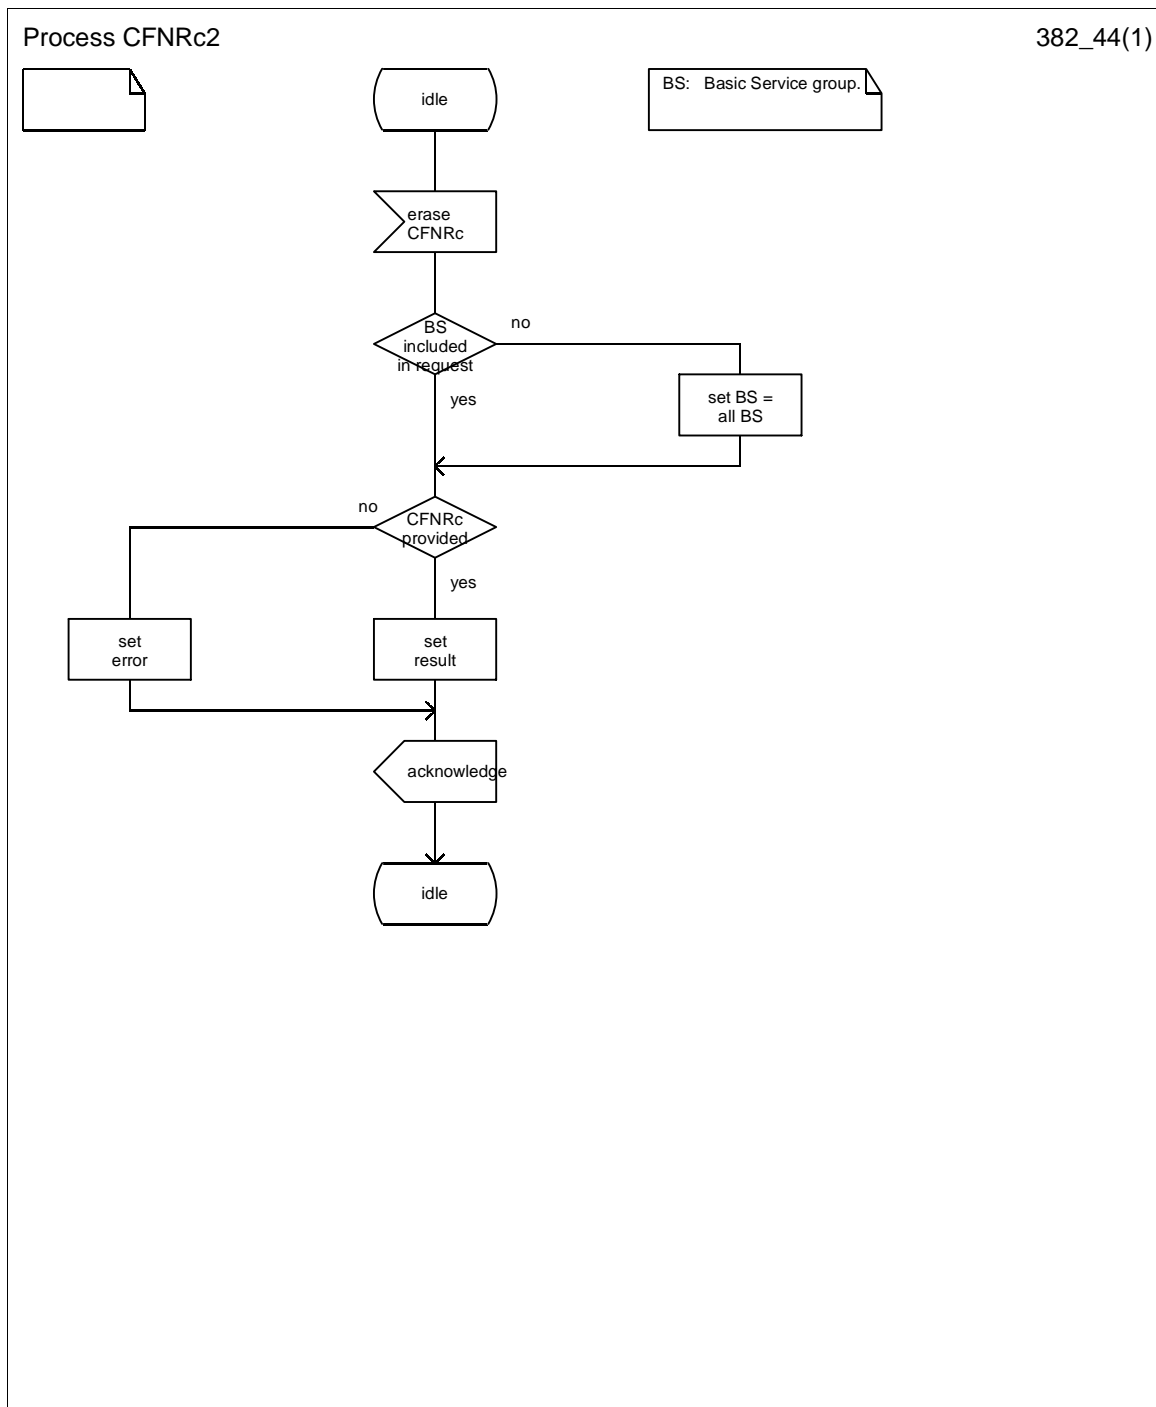 Process CFNRc2
382_44(1)
idle
BS: Basic Service group.
erase
CFNRc
BS
included
in request
no
yes
set BS =
all BS
no
CFNRc
provided
yes
set
error
set
result
acknowledge
idle